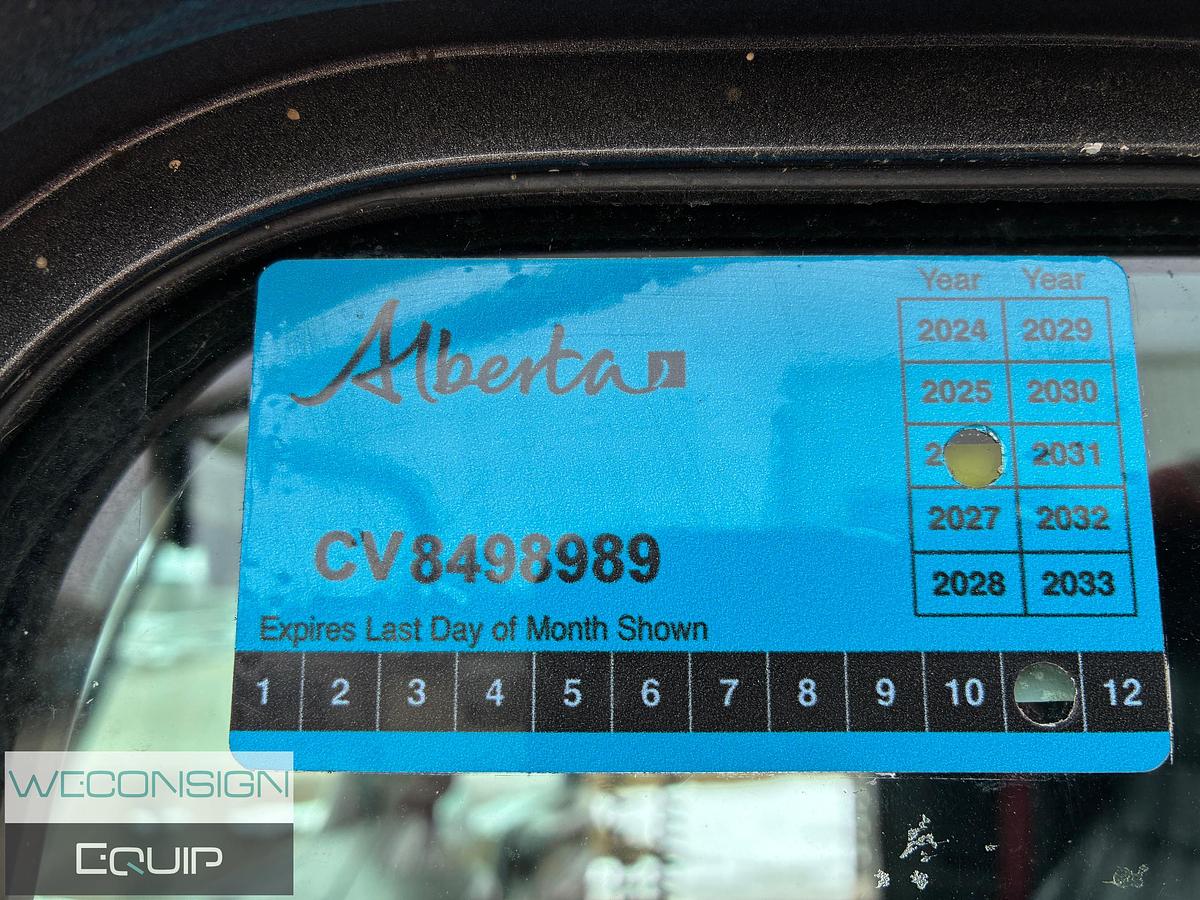 Alberta
Year Year
2024 2029
2025 2030
2 2031
2027 2032
2028 2033
CV8498989
Expires Last Day of Month Shown
1 2 3 4 5 6 7 8 9 10 12
WECONSIGN
EQUIP